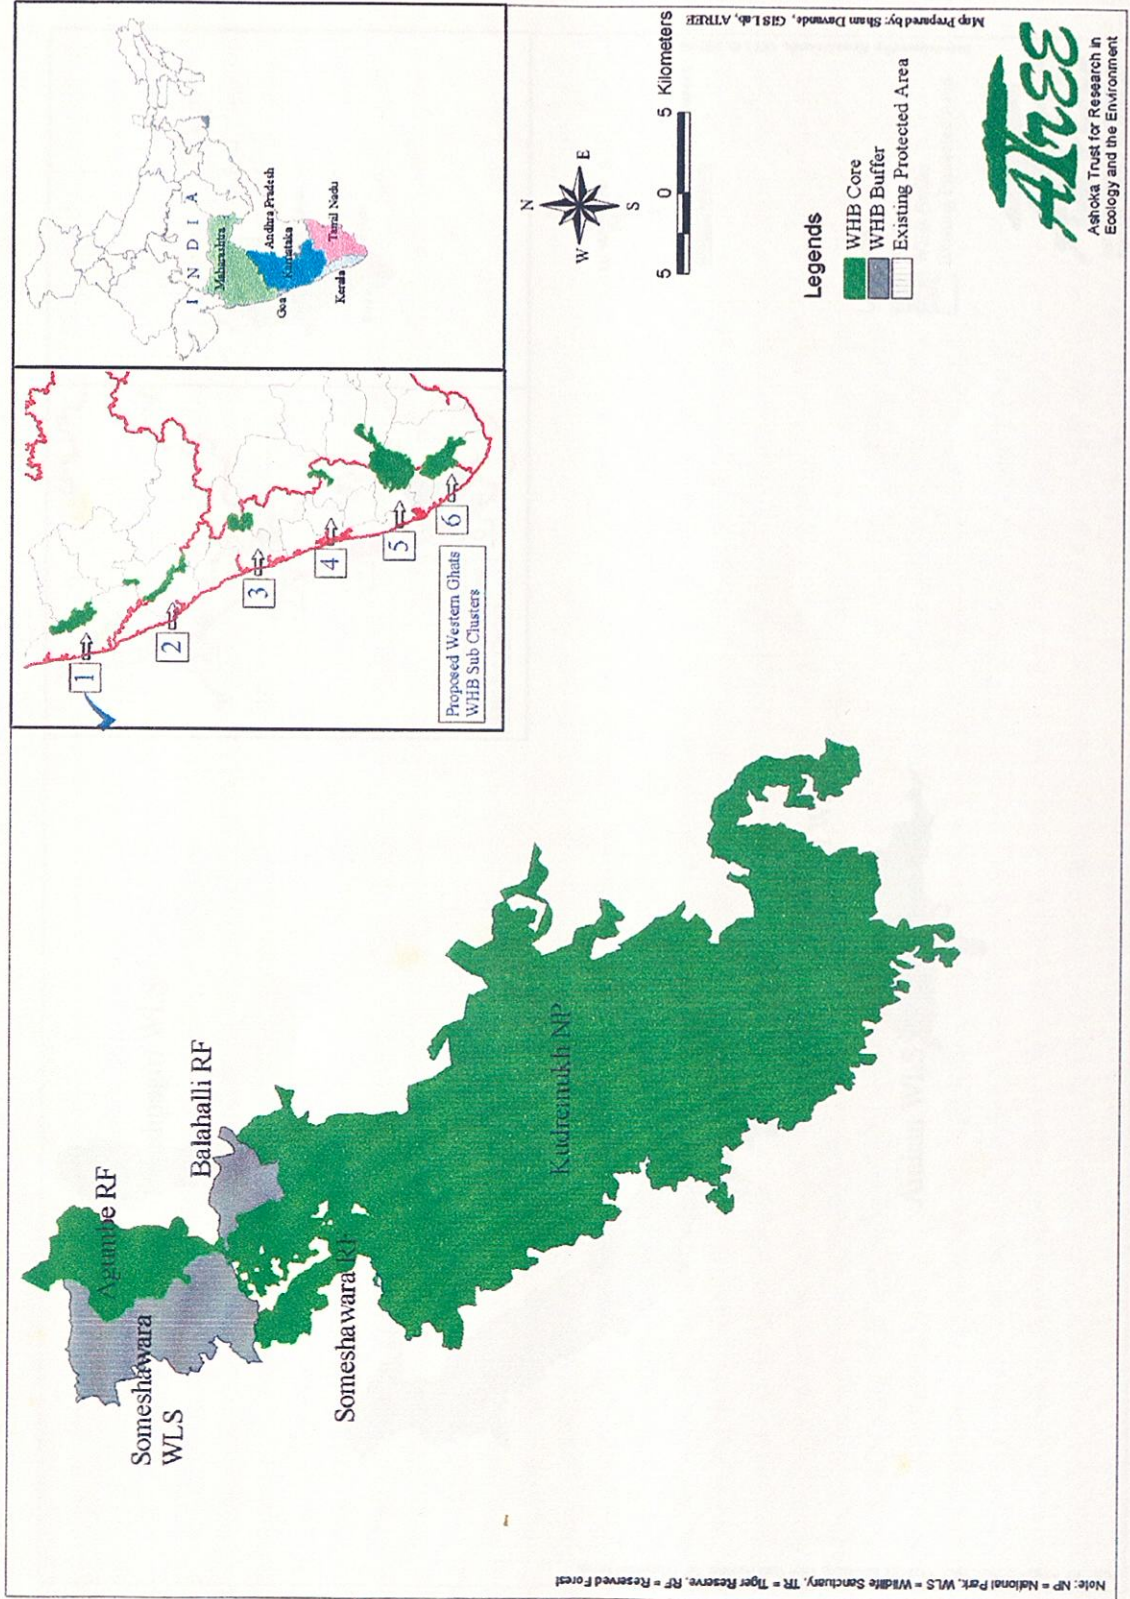 I N D I A
Maharashtra
Andhra Pradesh
Goa
Karnataka
Tamil Nadu
Kerala
1
2
3
4
5
6
Proposed Western Ghats
WHB Sub Clusters
N
W
E
S
5
0
5 Kilometers
Legends
WHB Core
WHB Buffer
Existing Protected Area
Agumbe RF
Balahalli RF
Someshawara
WLS
Someshawara RF
Kudremukh NP
ATREE
Ashoka Trust for Research in
Ecology and the Environment
Map Prepared by: Sham Davande, GIS Lab, ATREE
Note: NP = National Park, WLS = Wildlife Sanctuary, TR = Tiger Reserve, RF = Reserved Forest